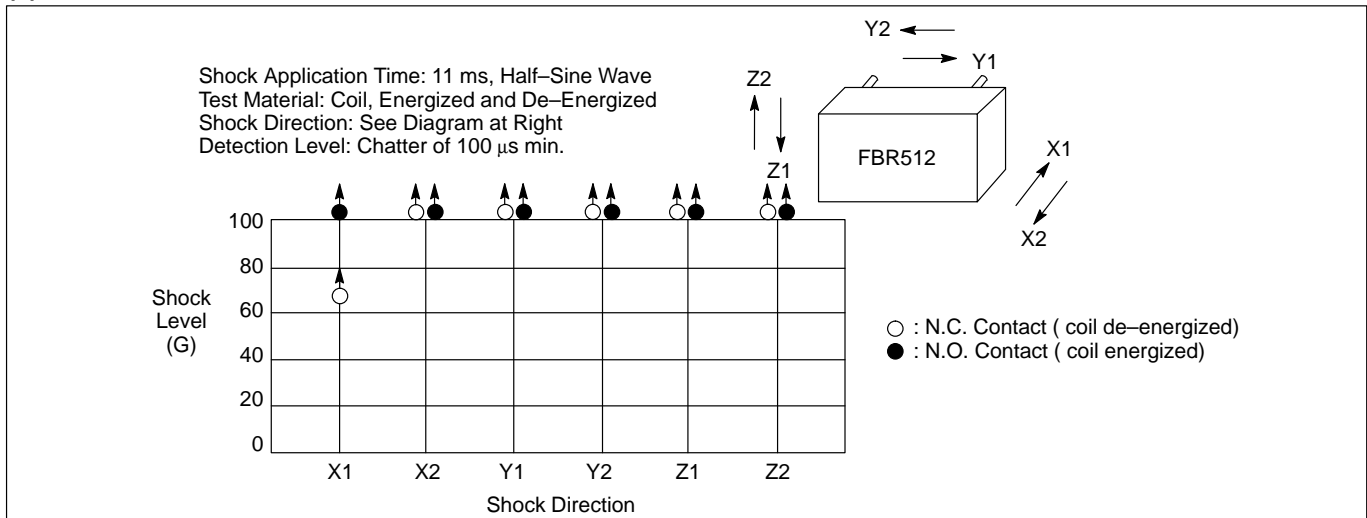 Shock Application Time: 11 ms, Half–Sine Wave
Test Material: Coil, Energized and De–Energized
Shock Direction: See Diagram at Right
Detection Level: Chatter of 100 µs min.
Y2
Y1
Z2
Z1
FBR512
X1
X2
Shock
Level
(G)
100
80
60
40
20
0
X1 X2 Y1 Y2 Z1 Z2
Shock Direction
: N.C. Contact ( coil de–energized)
: N.O. Contact ( coil energized)